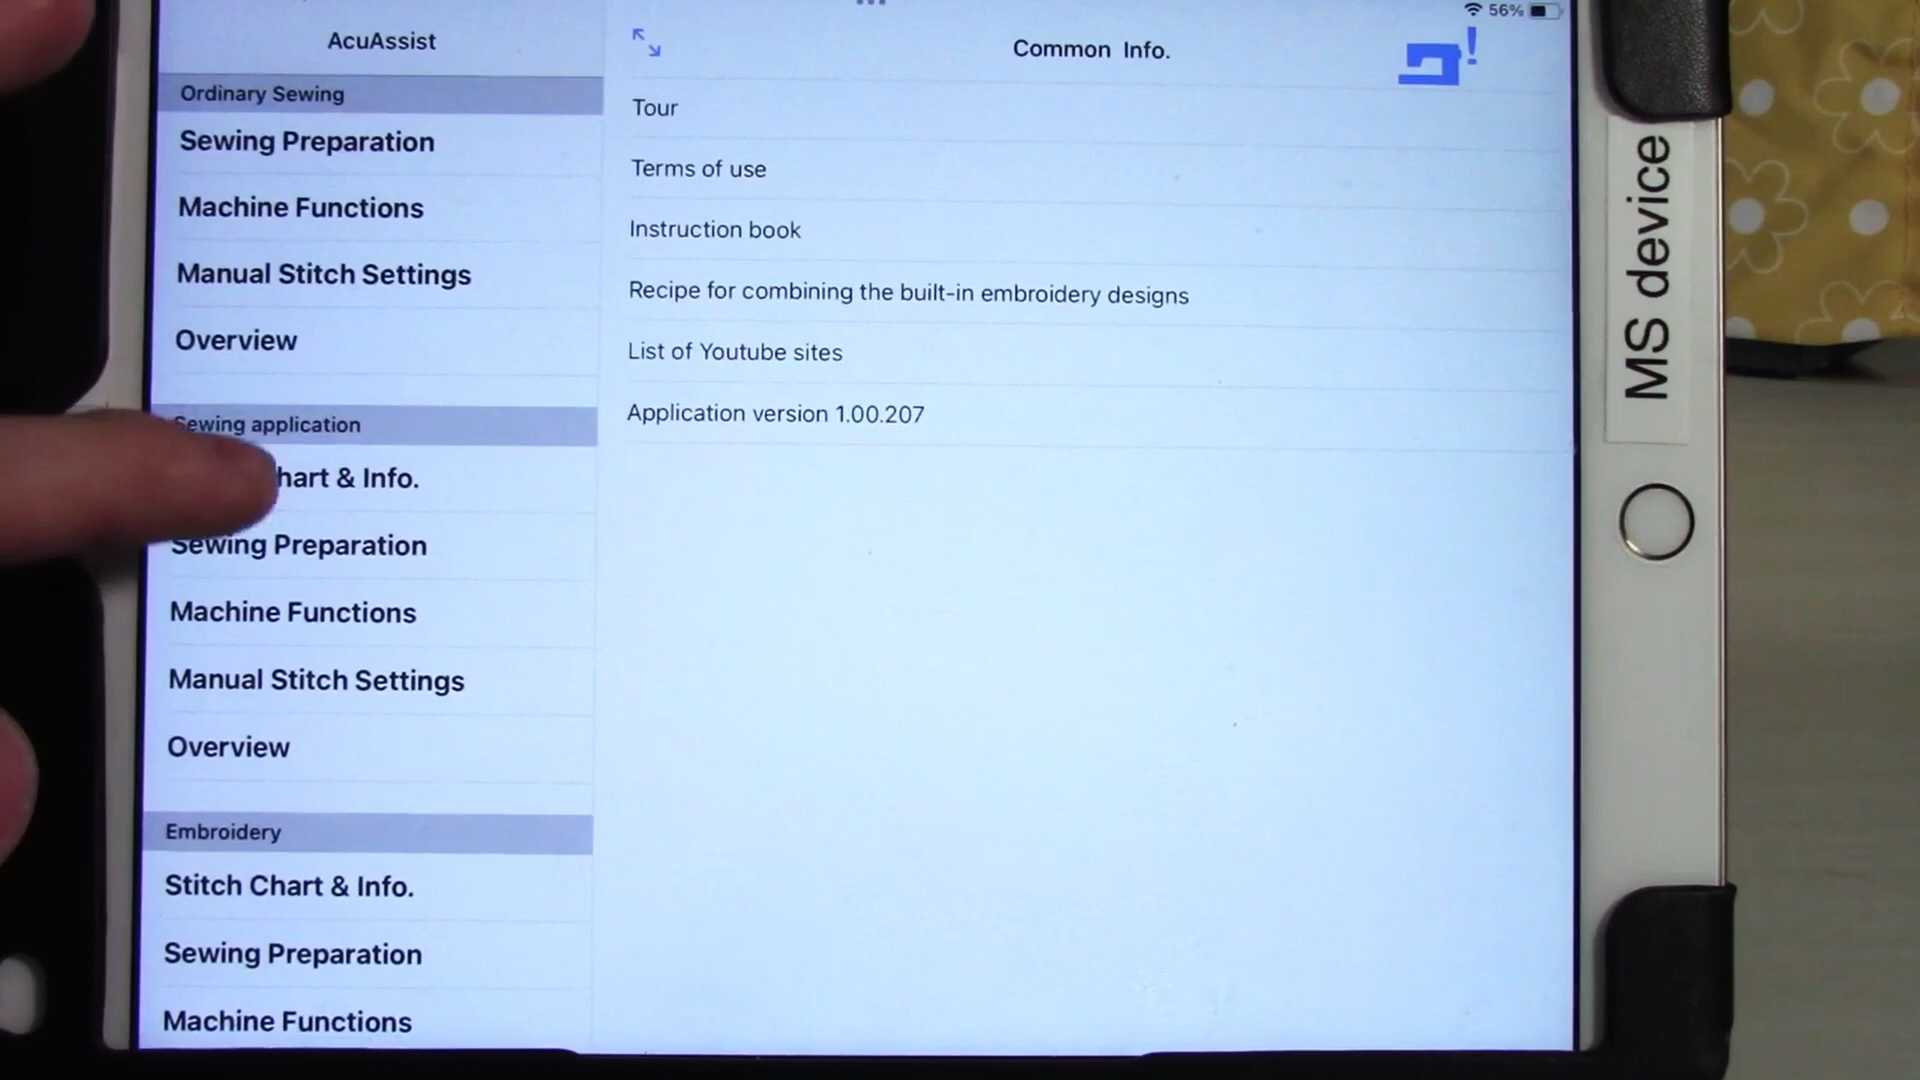 56%
AcuAssist
Ordinary Sewing
Sewing Preparation
Machine Functions
Manual Stitch Settings
Overview
Sewing application
& Info.
Sewing Preparation
Machine Functions
Manual Stitch Settings
Overview
Embroidery
Stitch Chart & Info.
Sewing Preparation
Machine Functions
Common Info.
Tour
Terms of use
Instruction book
Recipe for combining the built-in embroidery designs
List of Youtube sites
Application version 1.00.207
MS device